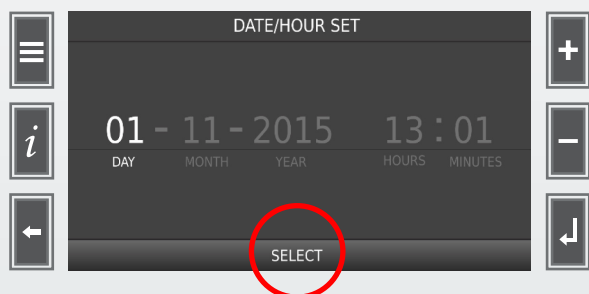 DATE/HOUR SET
+
i
01 - 11 - 2015 13 : 01
DAY MONTH YEAR HOURS MINUTES
-
SELECT